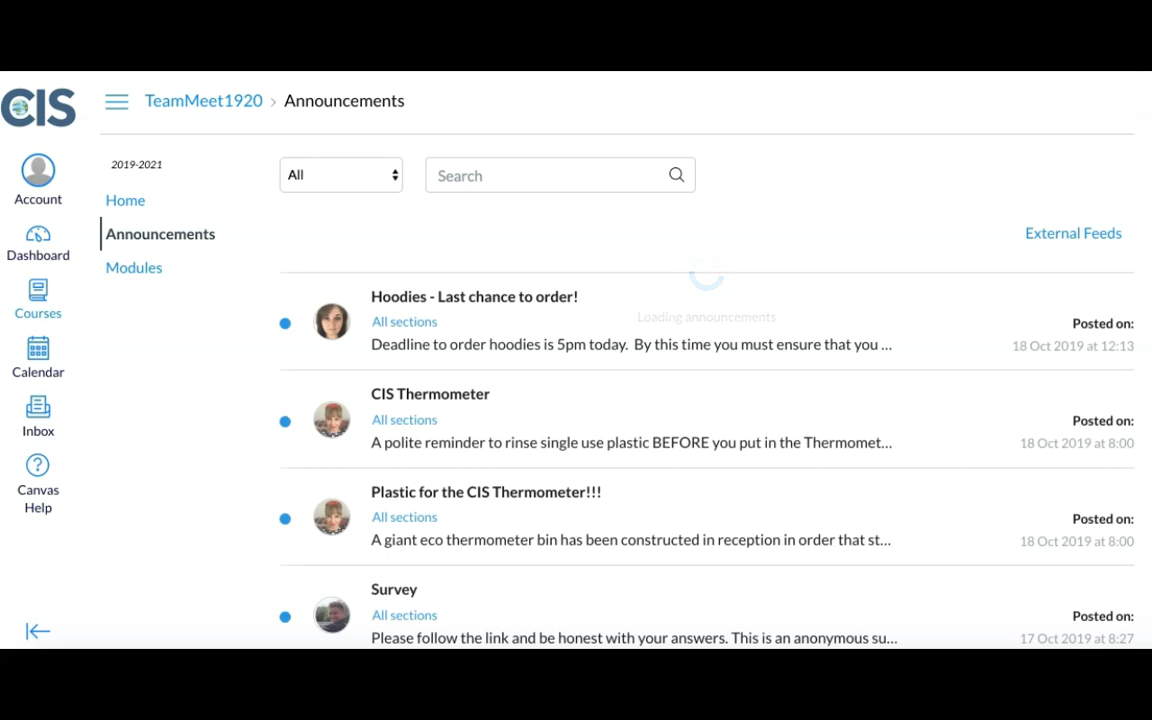 CIS
TeamMeet1920 > Announcements
2019-2021
Home
Announcements
Modules
Account
Dashboard
Courses
Calendar
Inbox
Canvas
Help
All
Search
External Feeds
Loading announcements
Hoodies - Last chance to order!
All sections
Deadline to order hoodies is 5pm today. By this time you must ensure that you ...
Posted on:
18 Oct 2019 at 12:13
CIS Thermometer
All sections
A polite reminder to rinse single use plastic BEFORE you put in the Thermomet...
Posted on:
18 Oct 2019 at 8:00
Plastic for the CIS Thermometer!!!
All sections
A giant eco thermometer bin has been constructed in reception in order that st...
Posted on:
18 Oct 2019 at 8:00
Survey
All sections
Please follow the link and be honest with your answers. This is an anonymous su...
Posted on:
17 Oct 2019 at 8:27